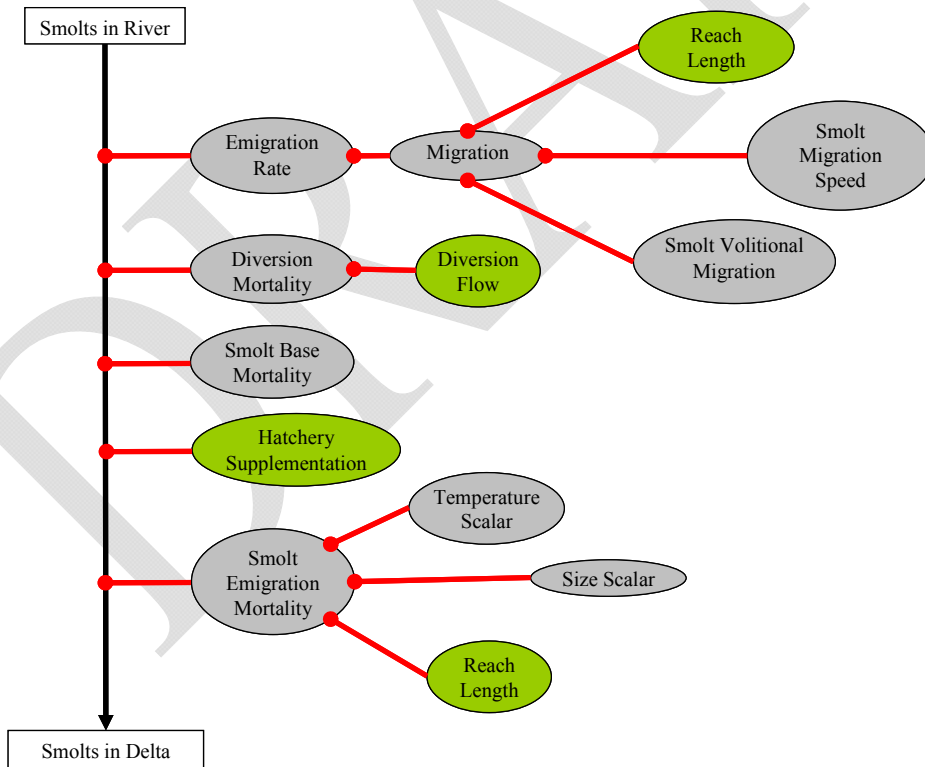 Smolts in River
Reach
Length
Emigration
Rate
Migration
Smolt
Migration
Speed
Smolt Volitional
Migration
Diversion
Mortality
Diversion
Flow
Smolt Base
Mortality
Hatchery
Supplementation
Temperature
Scalar
Smolt
Emigration
Mortality
Size Scalar
Reach
Length
Smolts in Delta